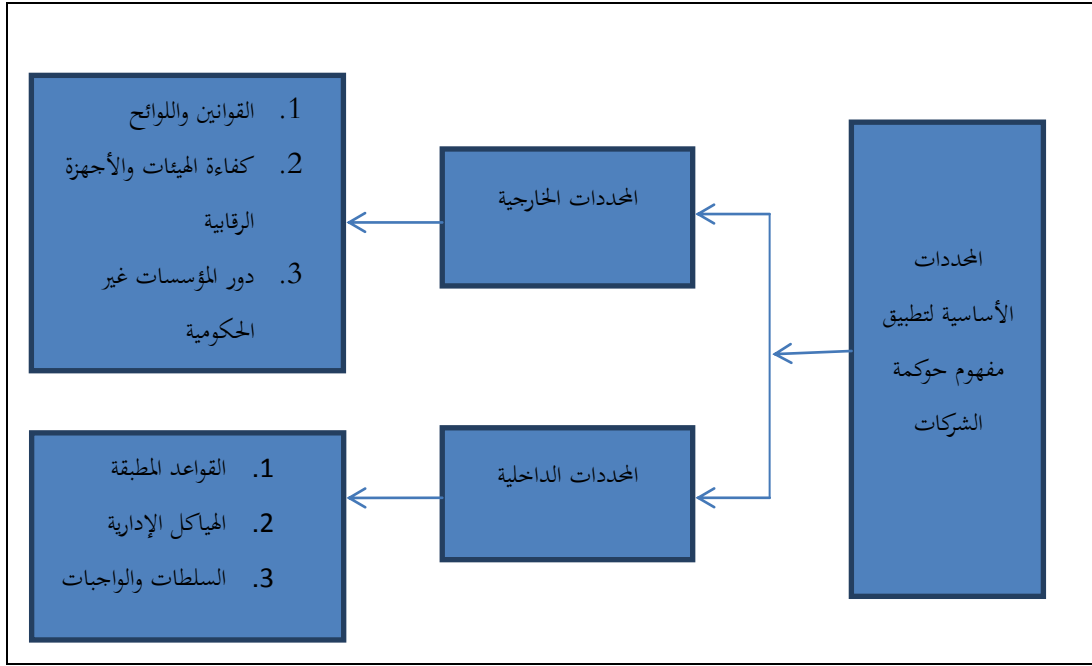 المحددات
الأساسية لتطبيق
مفهوم حوكمة
الشركات
المحددات الخارجية
1. القوانين واللوائح
2. كفاءة الهيئات والأجهزة
الرقابية
3. دور المؤسسات غير
الحكومية
المحددات الداخلية
1. القواعد المطبقة
2. الهياكل الإدارية
3. السلطات والواجبات